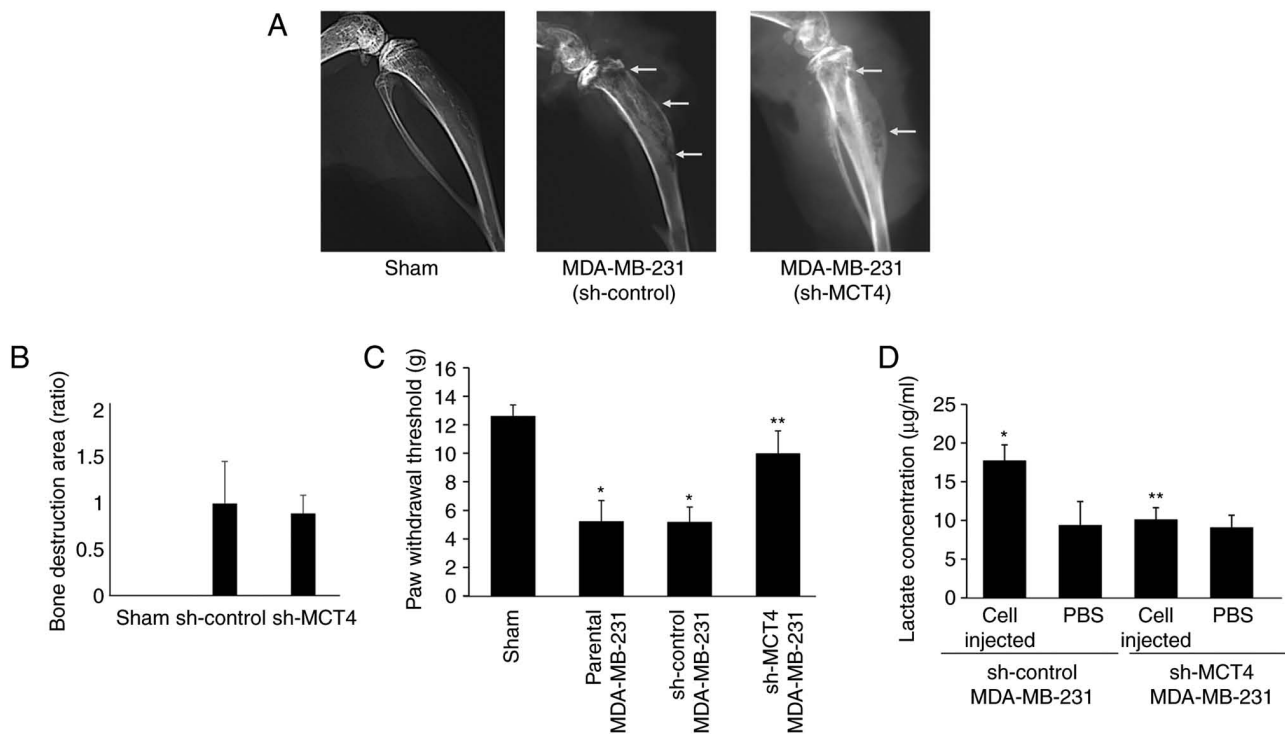 A
Sham
MDA-MB-231
(sh-control)
MDA-MB-231
(sh-MCT4)
B
Bone destruction area (ratio)
2
1.5
1
0.5
0
Sham sh-control sh-MCT4
C
Paw withdrawal threshold (g)
16
14
12
10
8
6
4
2
0
*
*
**
Sham
Parental
MDA-MB-231
sh-control
MDA-MB-231
sh-MCT4
MDA-MB-231
D
Lactate concentration (µg/ml)
25
20
15
10
5
0
*
**
Cell
injected
PBS
Cell
injected
PBS
sh-control
MDA-MB-231
sh-MCT4
MDA-MB-231